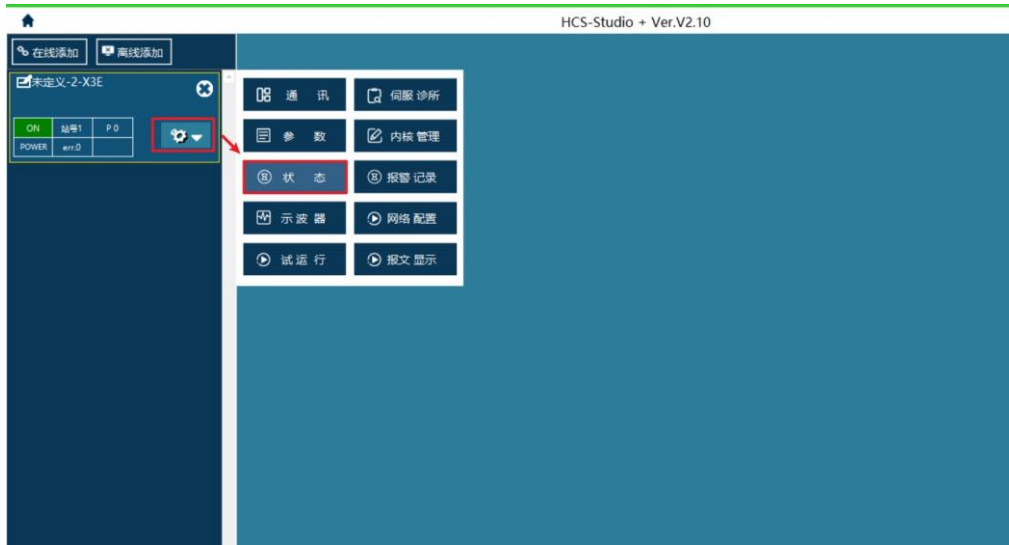 HCS-Studio + Ver.V2.10
在线添加 离线添加
未定义-2-X3E
ON 站号1 P 0
POWER err.0
通 讯 伺服 诊所
参 数 内核 管理
状 态 报警 记录
示 波 器 网络 配置
试 运 行 报文 显示